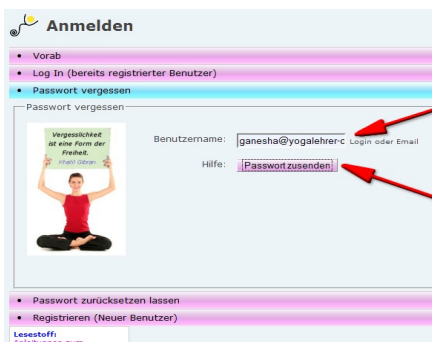 Anmelden
• Vorab
• Log In (bereits registrierter Benutzer)
• Passwort vergessen
Passwort vergessen
Vergesslichkeit
ist eine Form der
Freiheit.
Khalil Gibran
Benutzername: ganesha@yogalehrer-c Login oder Email
Hilfe: Passwort zusenden
• Passwort zurücksetzen lassen
• Registrieren (Neuer Benutzer)
Lesestoff: